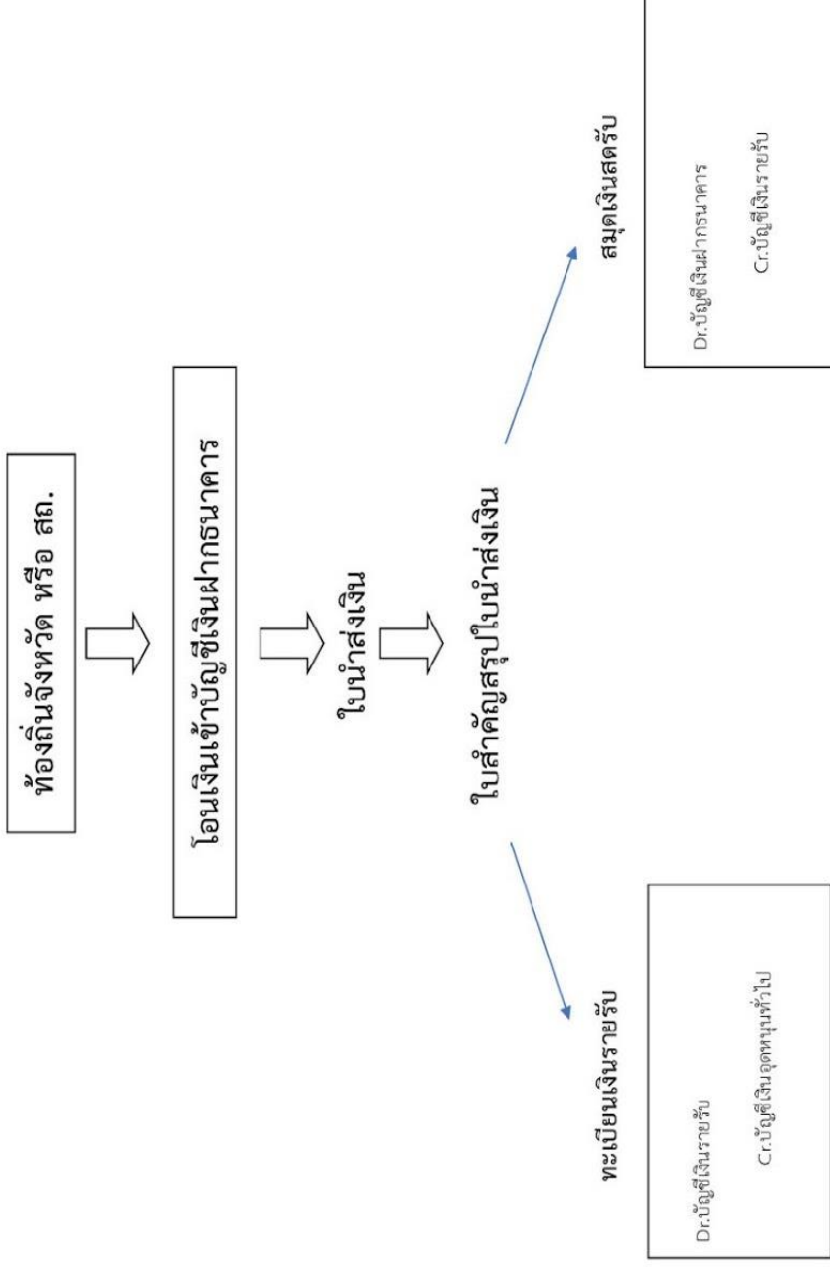 ท้องถิ่นจังหวัด หรือ สถ.
โอนเงินเข้าบัญชีเงินฝากธนาคาร
ใบนำส่งเงิน
ใบสำคัญสรุปใบนำส่งเงิน
ทะเบียนเงินรายรับ
Dr.บัญชีเงินรายรับ
Cr.บัญชีเงินอุดหนุนทั่วไป
สมุดเงินสดรับ
Dr.บัญชีเงินฝากธนาคาร
Cr.บัญชีเงินรายรับ